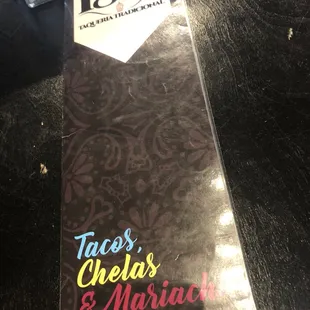 TAQUERIA TRADICIONAL
Tacos,
Chelas
& Mariach